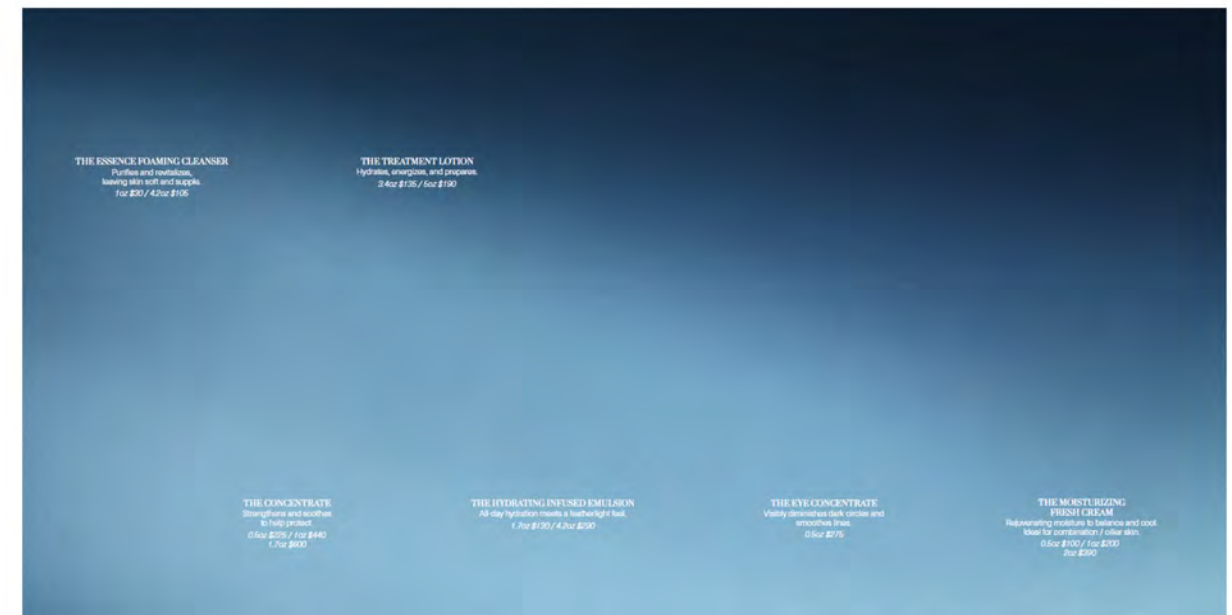 THE ESSENCE FOAMING CLEANSER
Purifies and revitalizes,
leaving skin soft and supple.
1oz $30 / 4.2oz $105
THE TREATMENT LOTION
Hydrates, energizes, and prepares.
3.4oz $135 / 5oz $190
THE CONCENTRATE
Strengthens and soothes
to help protect.
0.5oz $225 / 1oz $440
1.7oz $600
THE HYDRATING INFUSED EMULSION
All-day hydration meets a featherlight feel.
1.7oz $130 / 4.2oz $290
THE EYE CONCENTRATE
Visibly diminishes dark circles and
smoothes lines.
0.5oz $275
THE MOISTURIZING
FRESH CREAM
Rejuvenating moisture to balance and cool.
Ideal for combination / oilier skin.
0.5oz $100 / 1oz $200
2oz $390